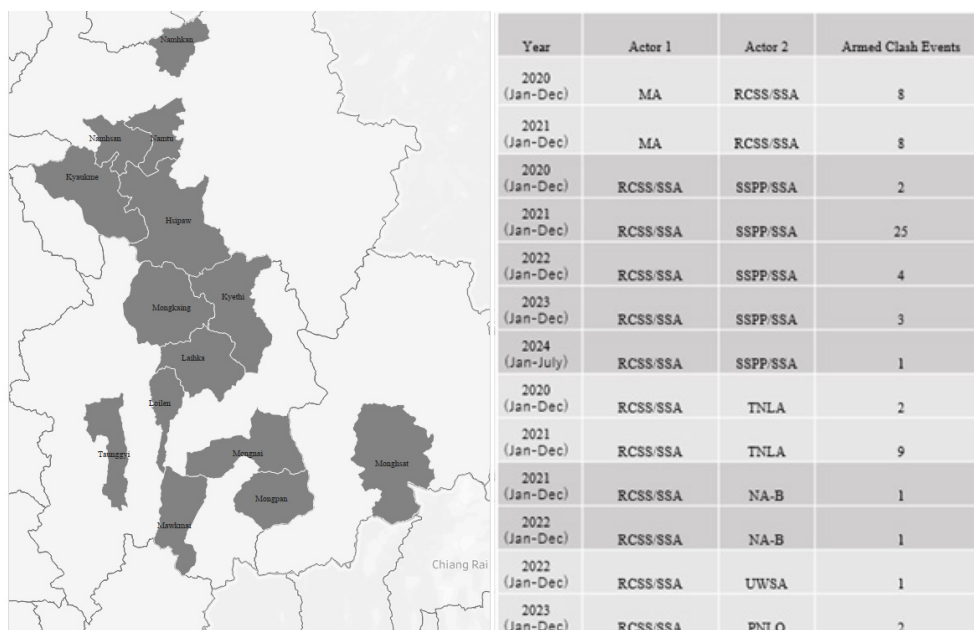 Namhkan
Namhsan
Namtu
Kyaukme
Hsipaw
Kyethi
Mongkaing
Laihka
Loilen
Taunggyi
Mongnai
Monghsat
Mongpan
Mawkmai
Chiang Rai
Year Actor 1 Actor 2 Armed Clash Events
2020
(Jan-Dec) MA RCSS/SSA 8
2021
(Jan-Dec) MA RCSS/SSA 8
2020
(Jan-Dec) RCSS/SSA SSPP/SSA 2
2021
(Jan-Dec) RCSS/SSA SSPP/SSA 25
2022
(Jan-Dec) RCSS/SSA SSPP/SSA 4
2023
(Jan-Dec) RCSS/SSA SSPP/SSA 3
2024
(Jan-July) RCSS/SSA SSPP/SSA 1
2020
(Jan-Dec) RCSS/SSA TNLA 2
2021
(Jan-Dec) RCSS/SSA TNLA 9
2021
(Jan-Dec) RCSS/SSA NA-B 1
2022
(Jan-Dec) RCSS/SSA NA-B 1
2022
(Jan-Dec) RCSS/SSA UWSA 1
2023
(Jan-Dec) RCSS/SSA PNLO 2